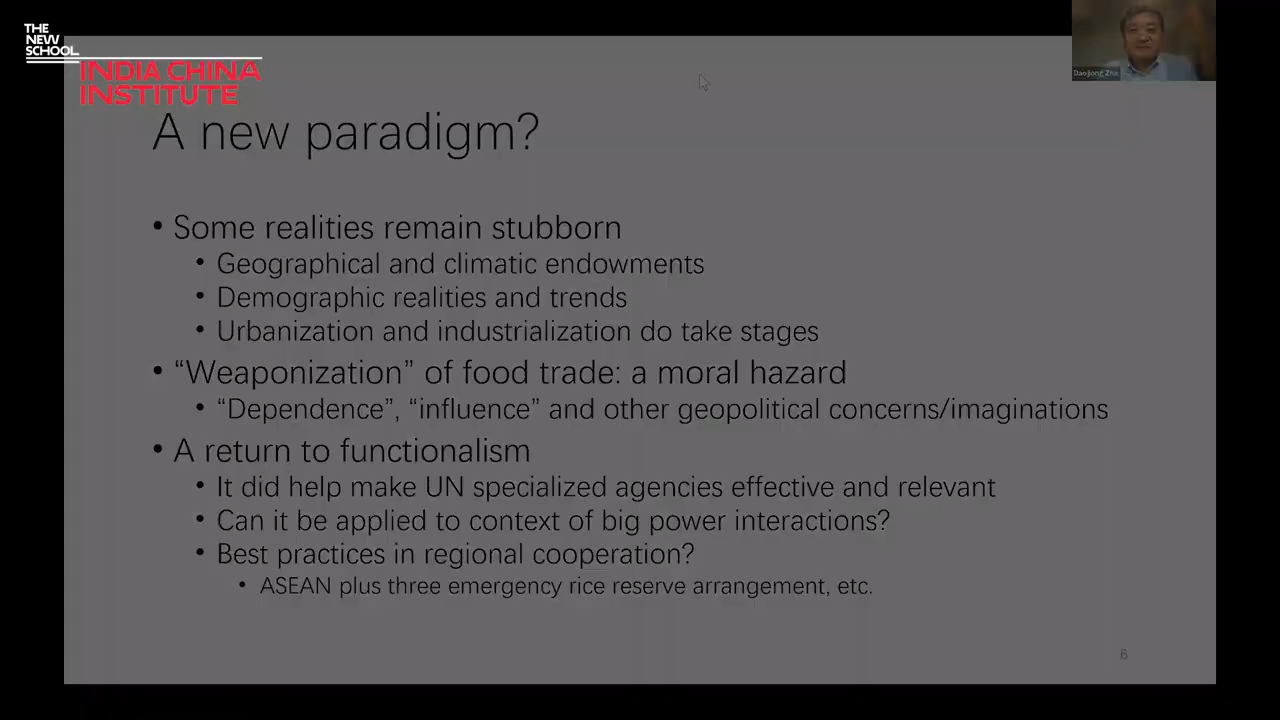 THE
NEW
SCHOOL
INDIA CHINA
INSTITUTE
Dao Jiong Zha
A new paradigm?
• Some realities remain stubborn
• Geographical and climatic endowments
• Demographic realities and trends
• Urbanization and industrialization do take stages
• “Weaponization” of food trade: a moral hazard
• “Dependence”, “influence” and other geopolitical concerns/imaginations
• A return to functionalism
• It did help make UN specialized agencies effective and relevant
• Can it be applied to context of big power interactions?
• Best practices in regional cooperation?
• ASEAN plus three emergency rice reserve arrangement, etc.
6